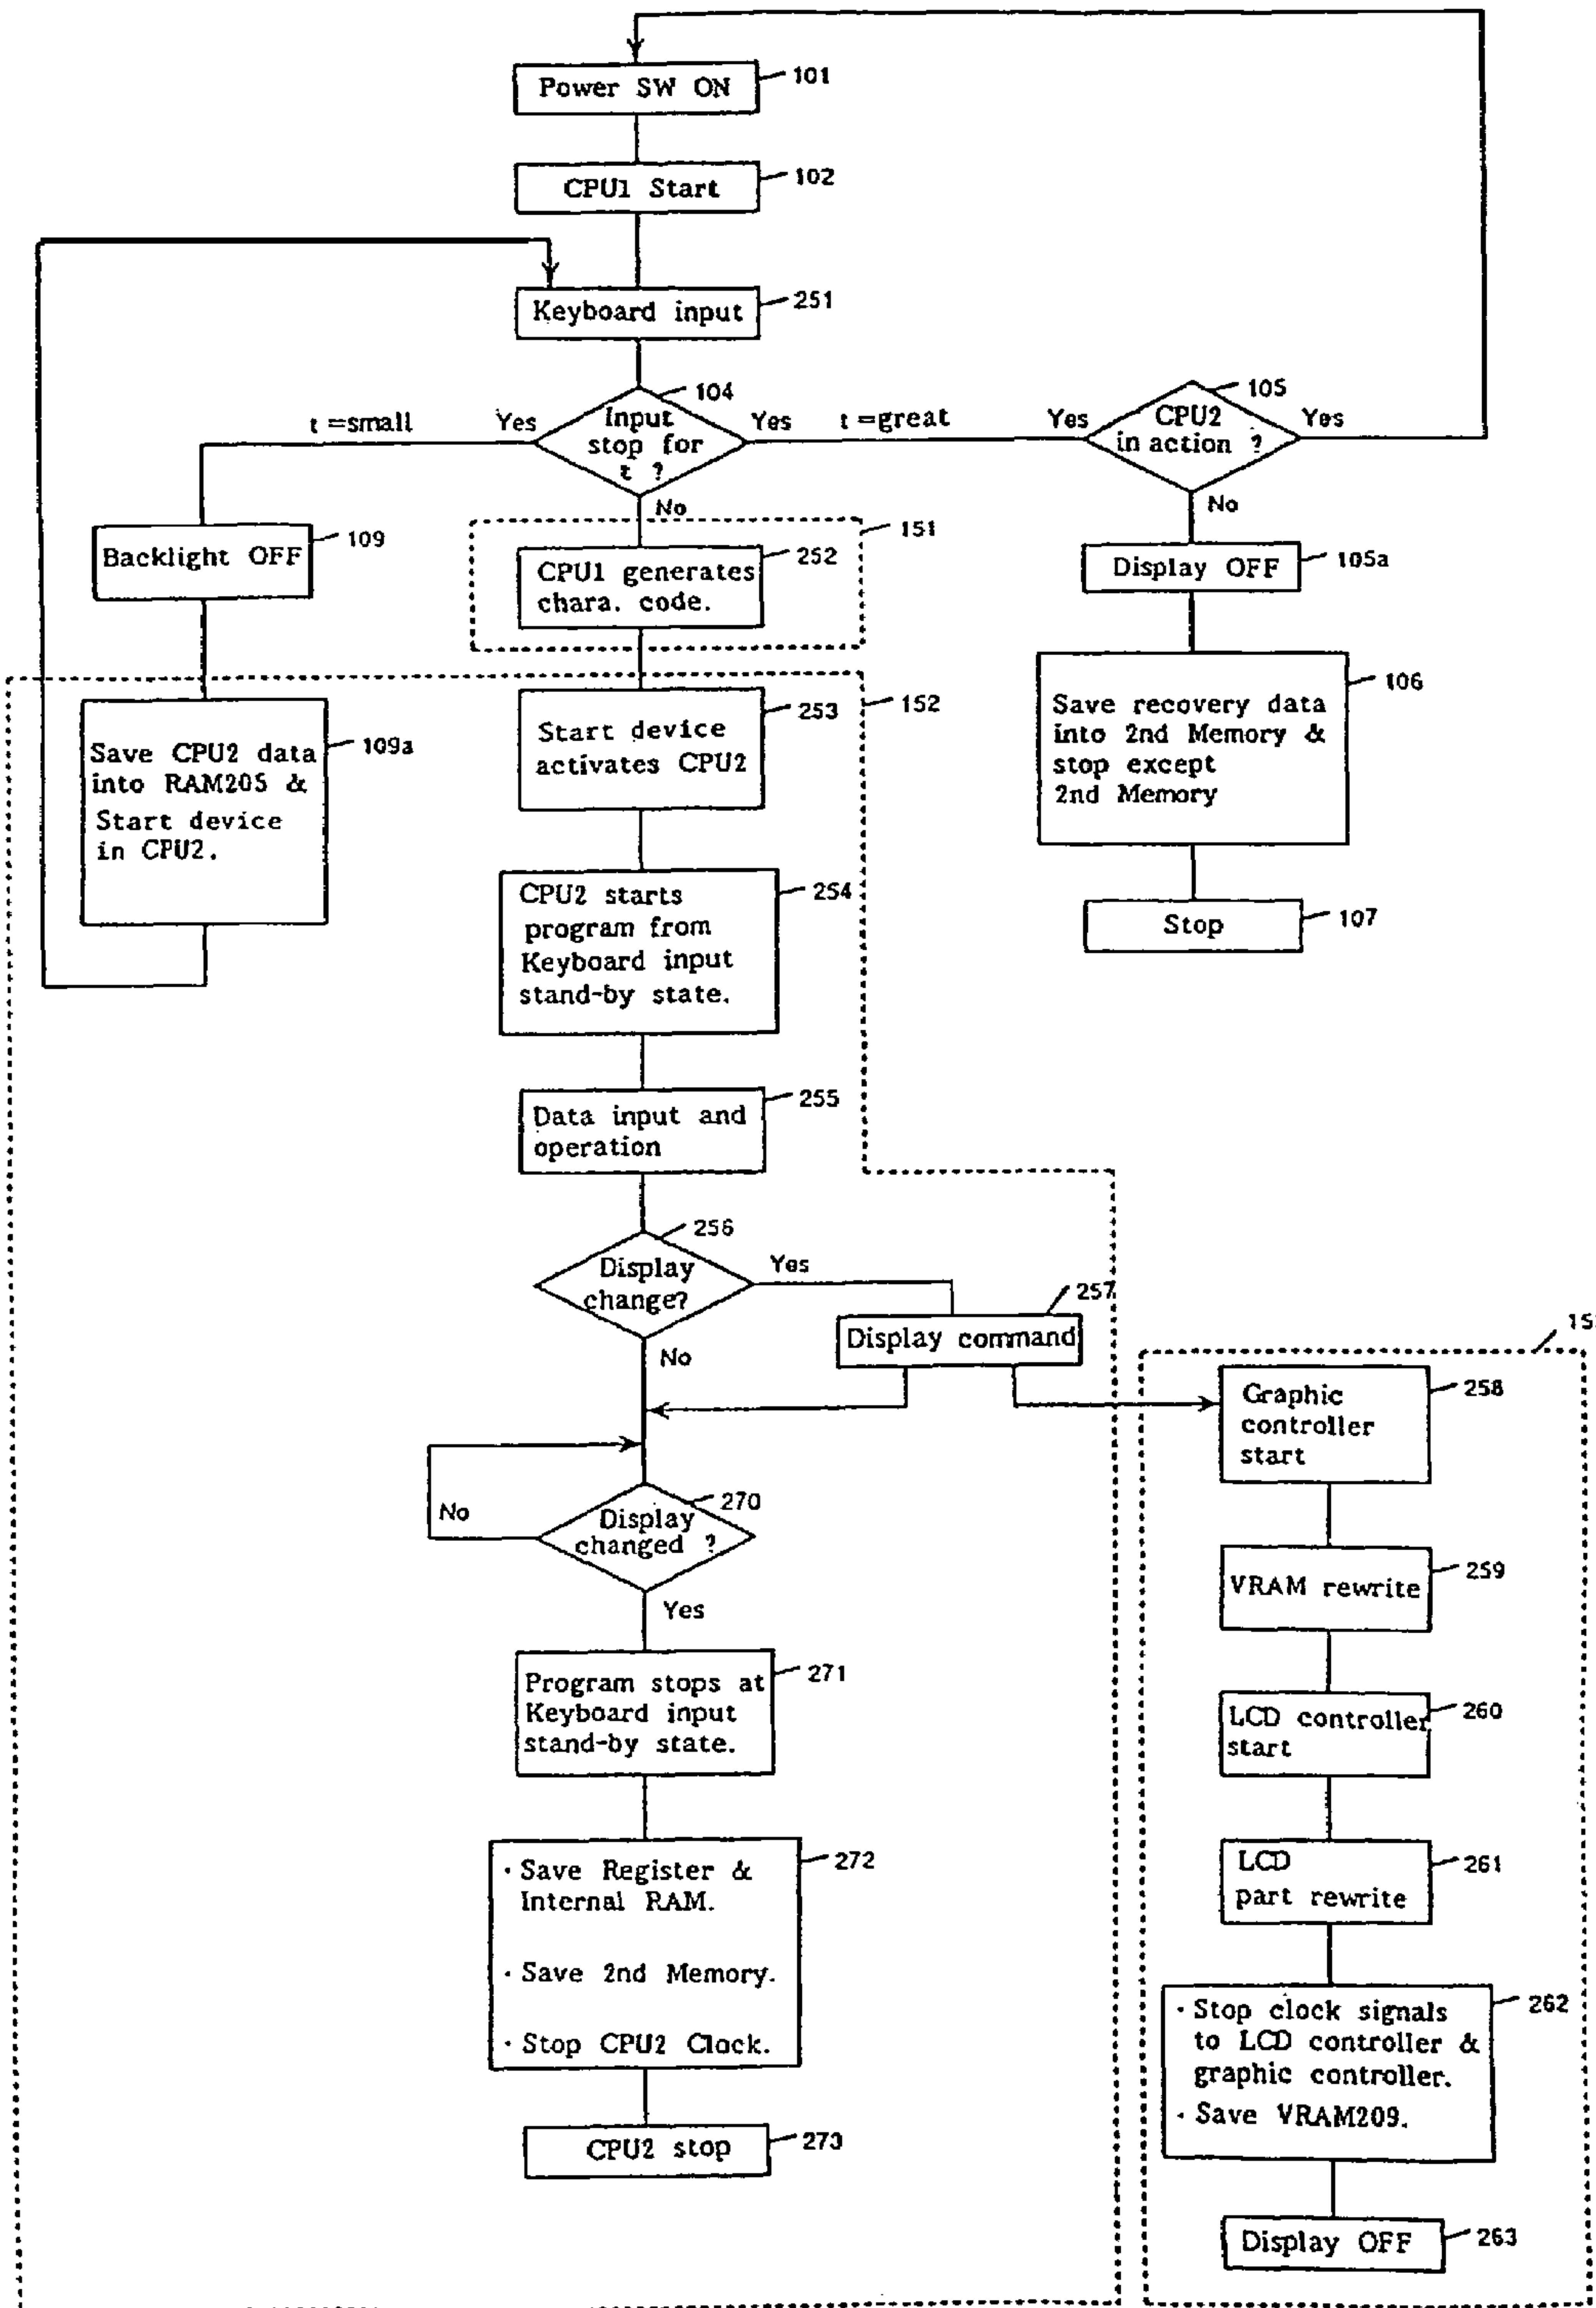 Power SW ON
101
CPU1 Start
102
Keyboard input
251
104
Input
stop for
t ?
t =small
Yes
Yes
t =great
No
105
CPU2
in action ?
Yes
Yes
No
Backlight OFF
109
151
CPU1 generates
chara. code.
252
Display OFF
105a
Save CPU2 data
into RAM205 &
Start device
in CPU2.
109a
152
Start device
activates CPU2
253
Save recovery data
into 2nd Memory &
stop except
2nd Memory
106
CPU2 starts
program from
Keyboard input
stand-by state.
254
Stop
107
Data input and
operation
255
256
Display
change?
Yes
No
257
Display command
15
Graphic
controller
start
258
No
270
Display
changed ?
Yes
VRAM rewrite
259
Program stops at
Keyboard input
stand-by state.
271
LCD controller
start
260
· Save Register &
Internal RAM.
· Save 2nd Memory.
· Stop CPU2 Clock.
272
LCD
part rewrite
261
· Stop clock signals
to LCD controller &
graphic controller.
· Save VRAM209.
262
CPU2 stop
273
Display OFF
263